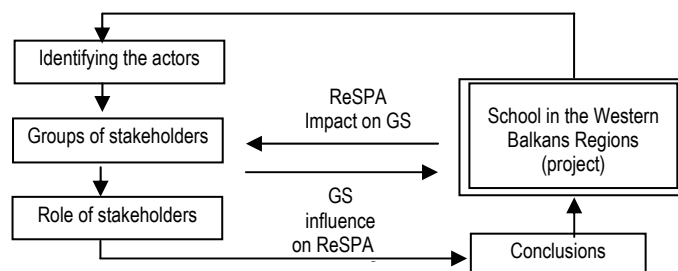 Identifying the actors
Groups of stakeholders
Role of stakeholders
ReSPA
Impact on GS
GS
influence
on ReSPA
School in the Western
Balkans Regions
(project)
Conclusions